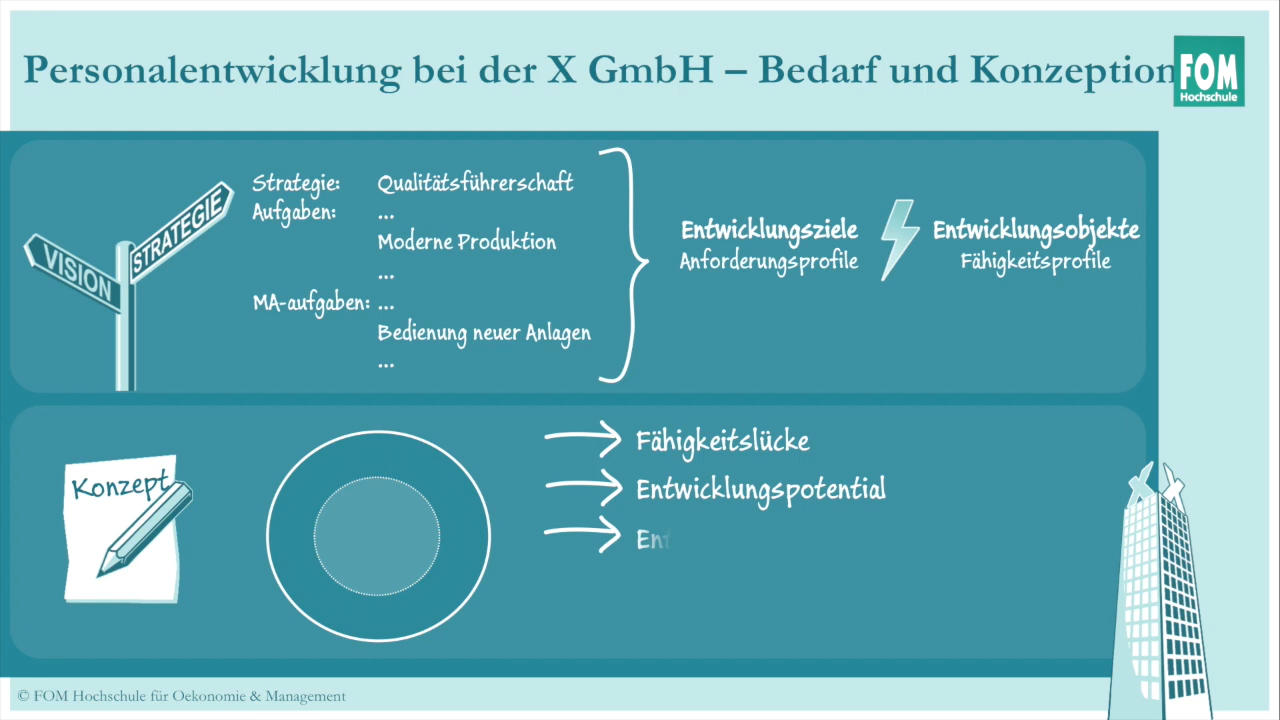 Personalentwicklung bei der X GmbH – Bedarf und Konzeption
FOM
Hochschule
VISION
STRATEGIE
Strategie: Qualitätsführerschaft
Aufgaben: ...
Moderne Produktion
...
MA-aufgaben: ...
Bedienung neuer Anlagen
...
Entwicklungsziele
Anforderungsprofile
Entwicklungsobjekte
Fähigkeitsprofile
Konzept
Fähigkeitslücke
Entwicklungspotential
© FOM Hochschule für Oekonomie & Management